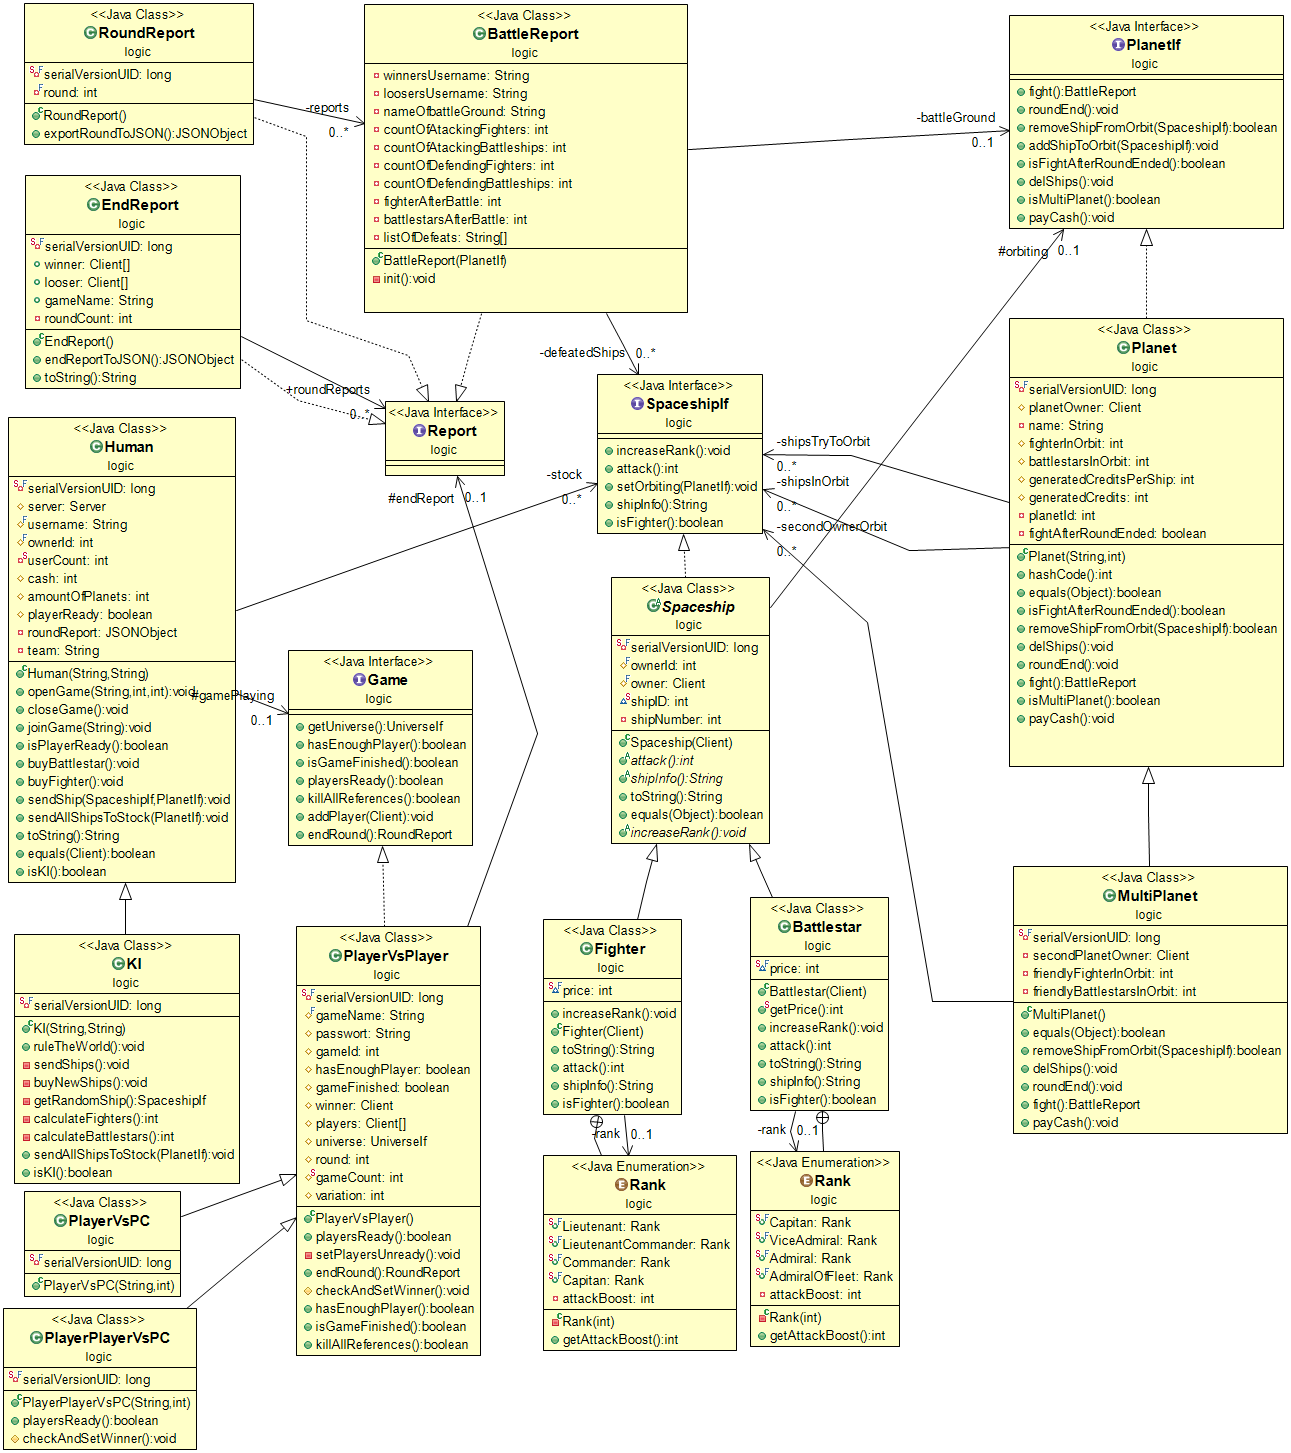 <<Java Class>>
RoundReport
logic
serialVersionUID: long
round: int
RoundReport()
exportRoundToJSON():JSONObject
<<Java Class>>
BattleReport
logic
winnersUsername: String
loosersUsername: String
nameOfbattleGround: String
countOfAtackingFighters: int
countOfAtackingBattleships: int
countOfDefendingFighters: int
countOfDefendingBattleships: int
fighterAfterBattle: int
battlestarsAfterBattle: int
listOfDefeats: String[]
BattleReport(PlanetIf)
init():void
<<Java Interface>>
PlanetIf
logic
fight():BattleReport
roundEnd():void
removeShipFromOrbit(SpaceshipIf):boolean
addShipToOrbit(SpaceshipIf):void
isFightAfterRoundEnded():boolean
delShips():void
isMultiPlanet():boolean
payCash():void
-reports
0..*
-battleGround
0..1
<<Java Class>>
EndReport
logic
serialVersionUID: long
winner: Client[]
looser: Client[]
gameName: String
roundCount: int
EndReport()
endReportToJSON():JSONObject
toString():String
#orbiting
0..1
-defeatedShips
0..*
+roundReports
0..*
<<Java Interface>>
Report
logic
#endReport
0..1
<<Java Interface>>
SpaceshipIf
logic
increaseRank():void
attack():int
setOrbiting(PlanetIf):void
shipInfo():String
isFighter():boolean
<<Java Class>>
Planet
logic
serialVersionUID: long
planetOwner: Client
name: String
fighterInOrbit: int
battlestarsInOrbit: int
generatedCreditsPerShip: int
generatedCredits: int
planetId: int
fightAfterRoundEnded: boolean
Planet(String,int)
hashCode():int
equals(Object):boolean
isFightAfterRoundEnded():boolean
removeShipFromOrbit(SpaceshipIf):boolean
delShips():void
roundEnd():void
fight():BattleReport
isMultiPlanet():boolean
payCash():void
-shipsTryToOrbit
0..*
-shipsInOrbit
0..*
-secondOwnerOrbit
0..*
-stock
0..*
<<Java Class>>
Human
logic
serialVersionUID: long
server: Server
username: String
ownerId: int
userCount: int
cash: int
amountOfPlanets: int
playerReady: boolean
roundReport: JSONObject
team: String
Human(String,String)
openGame(String,int,int):void
closeGame():void
joinGame(String):void
isPlayerReady():boolean
buyBattlestar():void
buyFighter():void
sendShip(SpaceshipIf,PlanetIf):void
sendAllShipsToStock(PlanetIf):void
toString():String
equals(Client):boolean
isKI():boolean
#gamePlaying
0..1
<<Java Interface>>
Game
logic
getUniverse():UniverseIf
hasEnoughPlayer():boolean
isGameFinished():boolean
playersReady():boolean
killAllReferences():boolean
addPlayer(Client):void
endRound():RoundReport
<<Java Class>>
Spaceship
logic
serialVersionUID: long
ownerId: int
owner: Client
shipID: int
shipNumber: int
Spaceship(Client)
attack():int
shipInfo():String
toString():String
equals(Object):boolean
increaseRank():void
<<Java Class>>
MultiPlanet
logic
serialVersionUID: long
secondPlanetOwner: Client
friendlyFighterInOrbit: int
friendlyBattlestarsInOrbit: int
MultiPlanet()
equals(Object):boolean
removeShipFromOrbit(SpaceshipIf):boolean
delShips():void
roundEnd():void
fight():BattleReport
payCash():void
<<Java Class>>
KI
logic
serialVersionUID: long
KI(String,String)
ruleTheWorld():void
sendShips():void
buyNewShips():void
getRandomShip():SpaceshipIf
calculateFighters():int
calculateBattlestars():int
sendAllShipsToStock(PlanetIf):void
isKI():boolean
<<Java Class>>
PlayerVsPlayer
logic
serialVersionUID: long
gameName: String
passwort: String
gameId: int
hasEnoughPlayer: boolean
gameFinished: boolean
winner: Client
players: Client[]
universe: UniverseIf
round: int
gameCount: int
variation: int
PlayerVsPlayer()
playersReady():boolean
setPlayersUnready():void
endRound():RoundReport
checkAndSetWinner():void
hasEnoughPlayer():boolean
isGameFinished():boolean
killAllReferences():boolean
<<Java Class>>
Fighter
logic
price: int
increaseRank():void
Fighter(Client)
toString():String
attack():int
shipInfo():String
isFighter():boolean
-rank
0..1
<<Java Class>>
Battlestar
logic
price: int
Battlestar(Client)
getPrice():int
increaseRank():void
attack():int
toString():String
shipInfo():String
isFighter():boolean
-rank
0..1
<<Java Enumeration>>
Rank
logic
Lieutenant: Rank
LieutenantCommander: Rank
Commander: Rank
Capitan: Rank
attackBoost: int
Rank(int)
getAttackBoost():int
<<Java Enumeration>>
Rank
logic
Capitan: Rank
ViceAdmiral: Rank
Admiral: Rank
AdmiralOfFleet: Rank
attackBoost: int
Rank(int)
getAttackBoost():int
<<Java Class>>
PlayerVsPC
logic
serialVersionUID: long
PlayerVsPC(String,int)
<<Java Class>>
PlayerPlayerVsPC
logic
serialVersionUID: long
PlayerPlayerVsPC(String,int)
playersReady():boolean
checkAndSetWinner():void